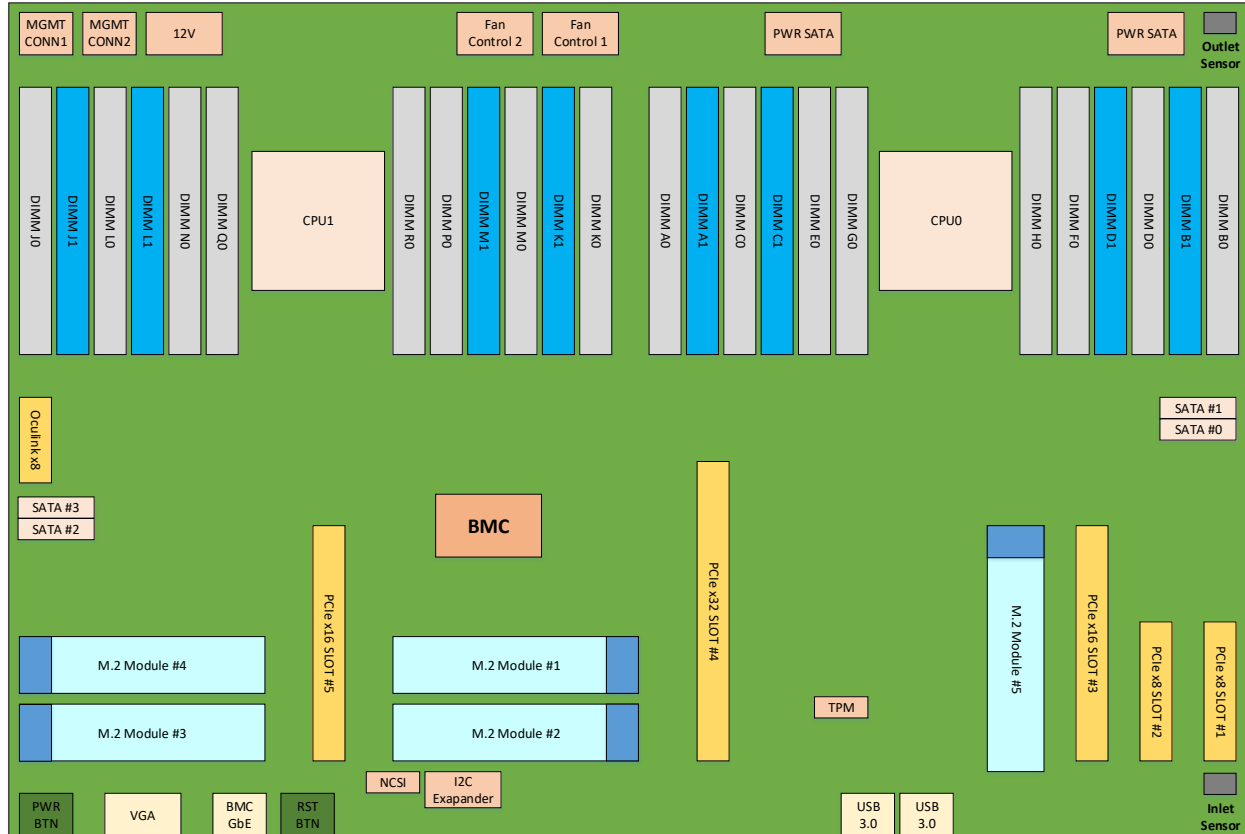 MGMT
CONN1
MGMT
CONN2
12V
Fan
Control 2
Fan
Control 1
PWR SATA
PWR SATA
Outlet
Sensor
DIMM J0
DIMM J1
DIMM L0
DIMM L1
DIMM N0
DIMM Q0
CPU1
DIMM R0
DIMM P0
DIMM M1
DIMM M0
DIMM K1
DIMM K0
DIMM A0
DIMM A1
DIMM C0
DIMM C1
DIMM E0
DIMM G0
CPU0
DIMM H0
DIMM F0
DIMM D1
DIMM D0
DIMM B1
DIMM B0
Oculink x8
SATA #1
SATA #0
SATA #3
SATA #2
BMC
PCIe x16 SLOT #5
PCIe x32 SLOT #4
M.2 Module #5
PCIe x16 SLOT #3
PCIe x8 SLOT #2
PCIe x8 SLOT #1
M.2 Module #4
M.2 Module #1
M.2 Module #3
M.2 Module #2
TPM
NCSI
I2C
Exapander
PWR
BTN
VGA
BMC
GbE
RST
BTN
USB
3.0
USB
3.0
Inlet
Sensor